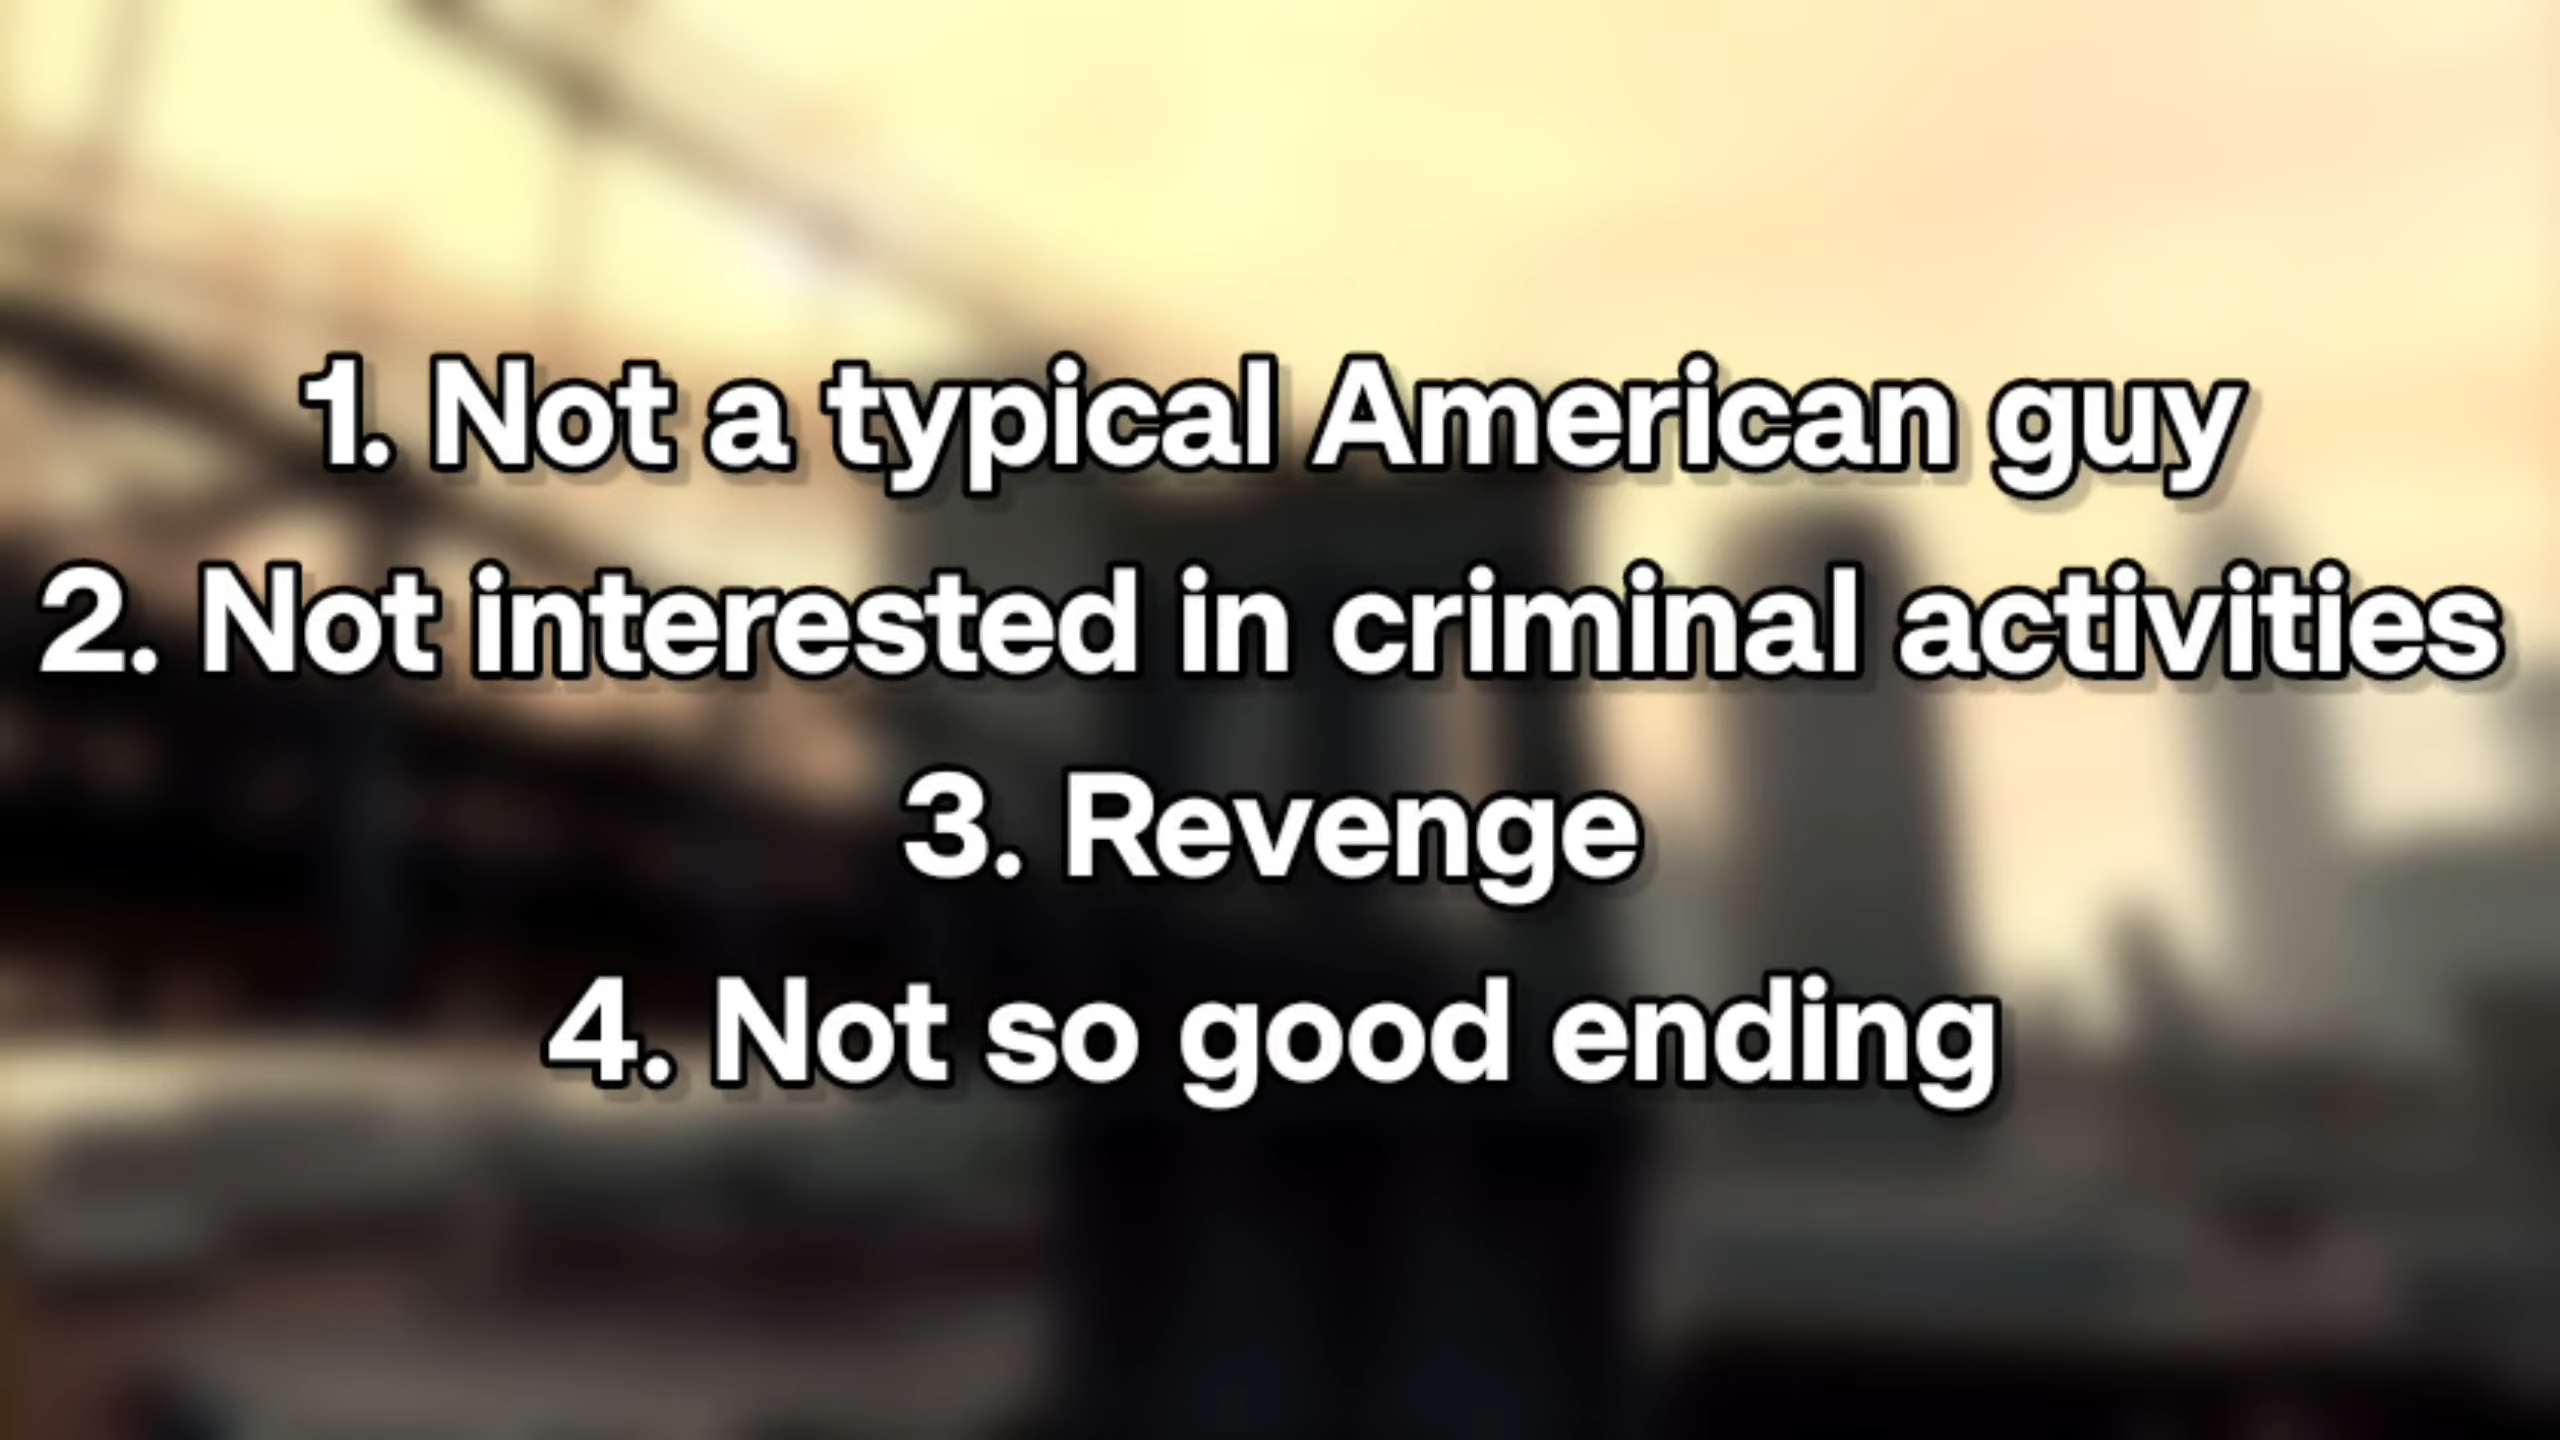 1. Not a typical American guy
2. Not interested in criminal activities
3. Revenge
4. Not so good ending